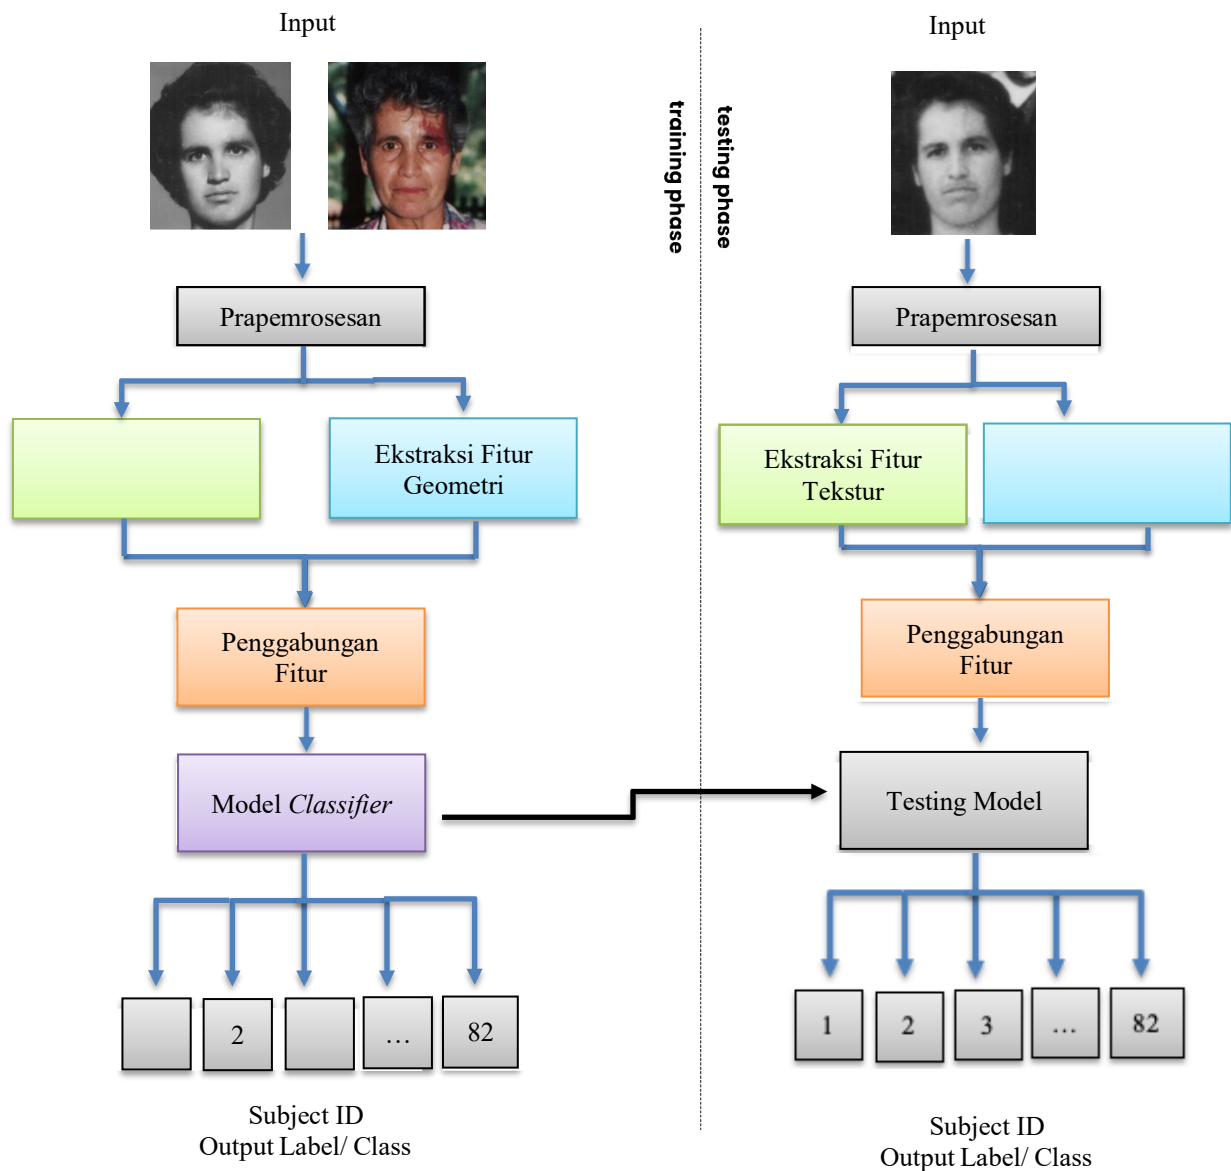 Input
training phase
Prapemrosesan
Ekstraksi Fitur
Geometri
Penggabungan
Fitur
Model Classifier
2
...
82
Subject ID
Output Label/ Class
Input
testing phase
Prapemrosesan
Ekstraksi Fitur
Tekstur
Penggabungan
Fitur
Testing Model
1
2
3
...
82
Subject ID
Output Label/ Class